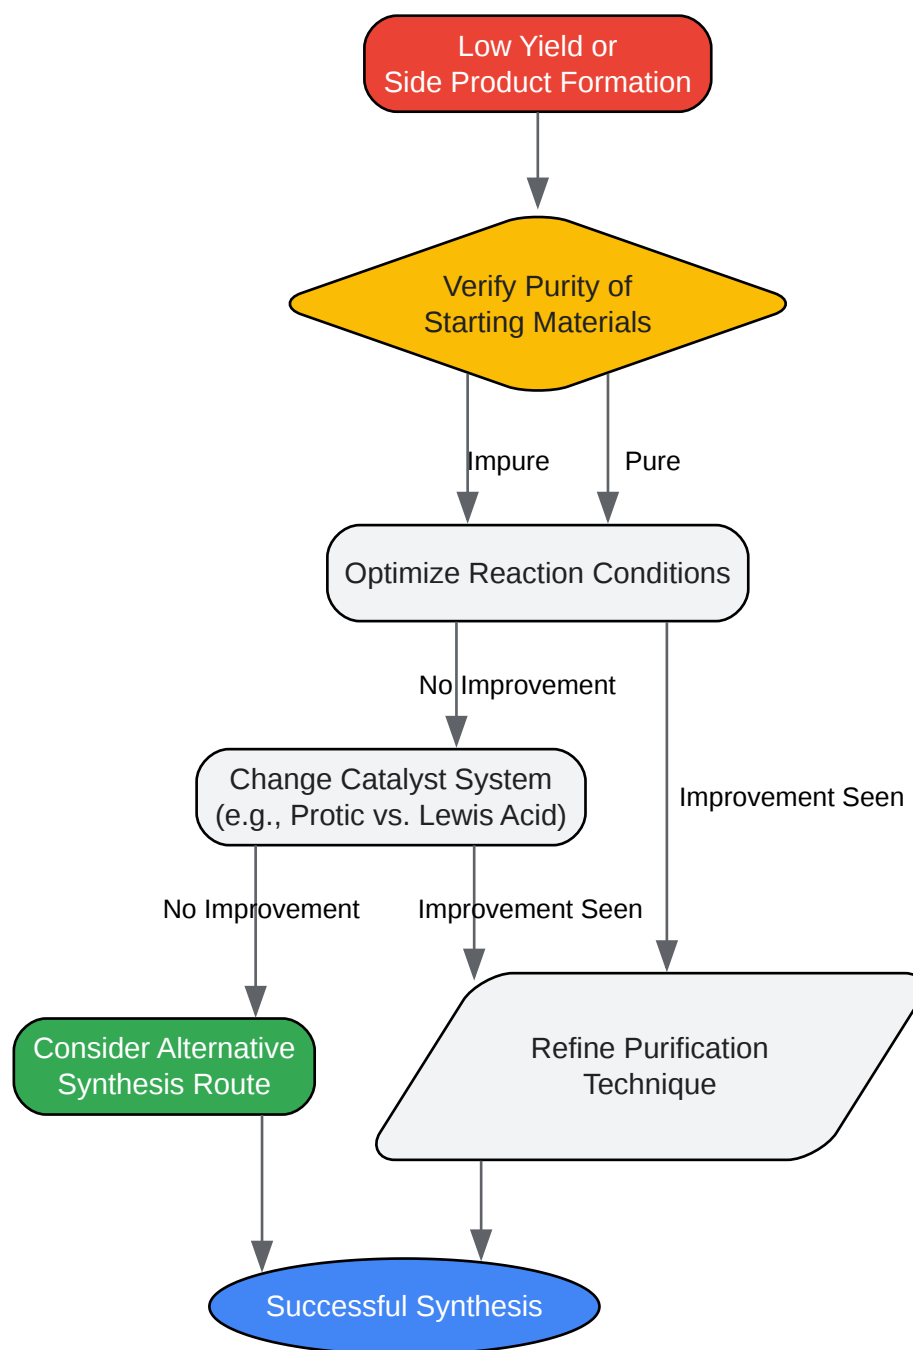 Low Yield or
Side Product Formation
Verify Purity of
Starting Materials
Impure
Pure
Optimize Reaction Conditions
No Improvement
Change Catalyst System
(e.g., Protic vs. Lewis Acid)
Improvement Seen
No Improvement
Improvement Seen
Consider Alternative
Synthesis Route
Refine Purification
Technique
Successful Synthesis